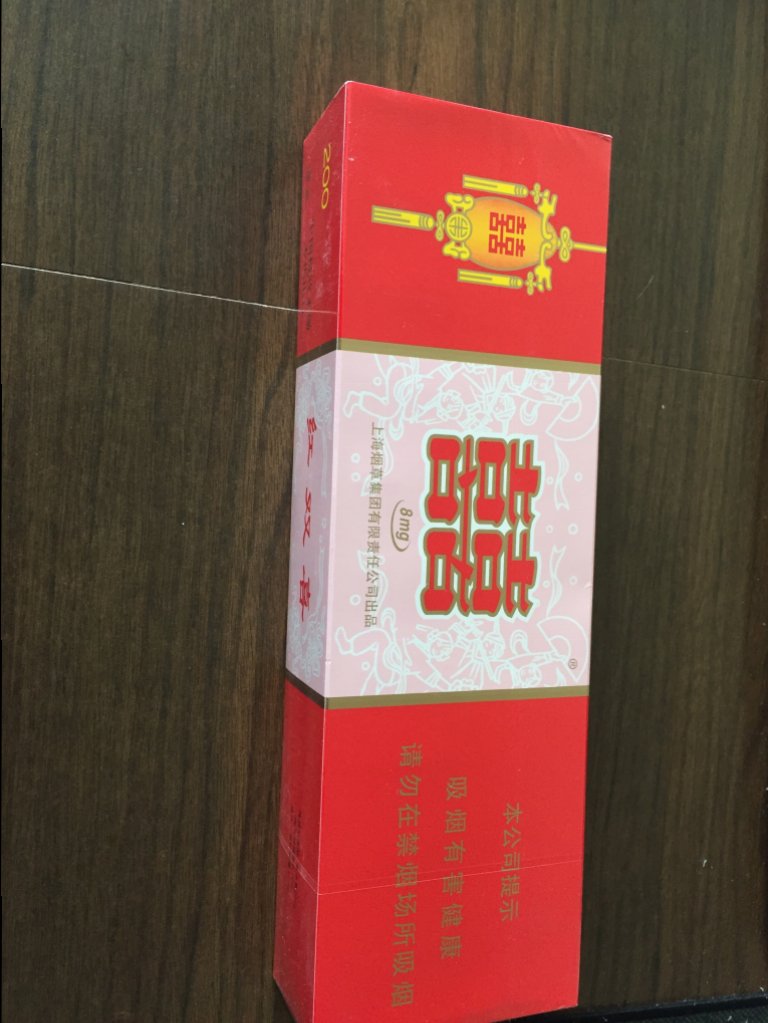 囍
囍
®
8mg
上海烟草集团有限责任公司出品
本公司提示
吸烟有害健康
请勿在禁烟场所吸烟
200
红双喜